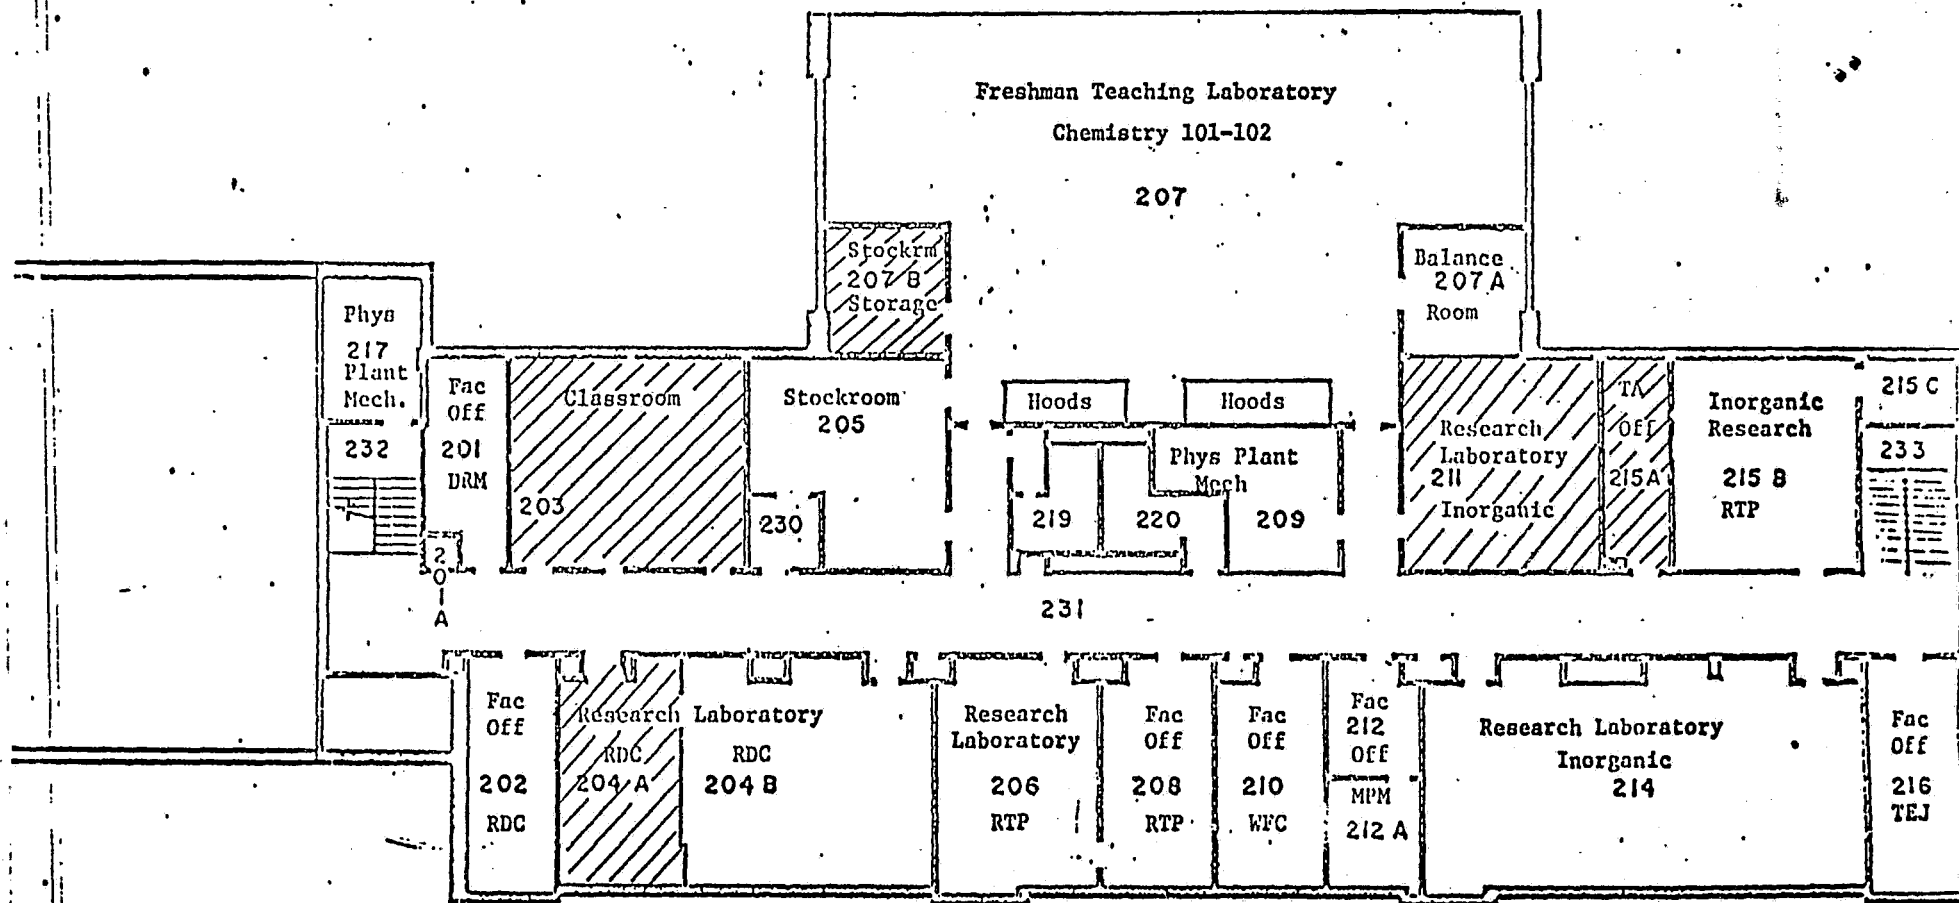 Freshman Teaching Laboratory
Chemistry 101-102
207
Stockrm
207 B
Storage
Balance
207 A
Room
Phys
217
Plant
Mech.
232
Fac
Off
201
DRM
201-A
Classroom
203
Stockroom
205
230
Hoods
Hoods
Phys Plant
Mech
219
220
209
Research
Laboratory
211
Inorganic
TA
Off
215A
Inorganic
Research
215 B
RTP
215 C
233
231
Fac
Off
202
RDC
Research Laboratory
RDC
204 A
RDC
204 B
Research
Laboratory
206
RTP
Fac
Off
208
RTP
Fac
Off
210
WFC
Fac
212
Off
MPM
212 A
Research Laboratory
Inorganic
214
Fac
Off
216
TEJ